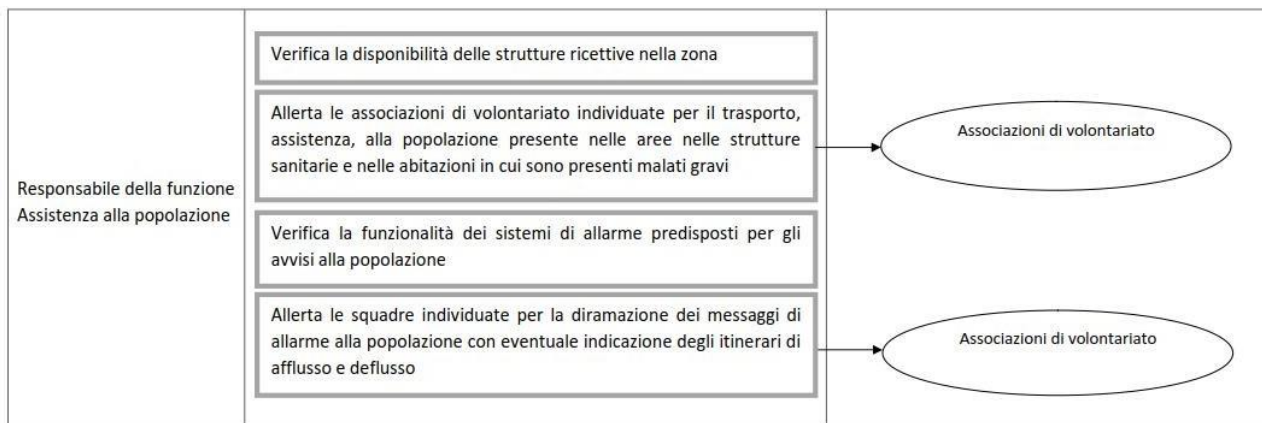 Responsabile della funzione
Assistenza alla popolazione
Verifica la disponibilità delle strutture ricettive nella zona
Allerta le associazioni di volontariato individuate per il trasporto,
assistenza, alla popolazione presente nelle aree nelle strutture
sanitarie e nelle abitazioni in cui sono presenti malati gravi
Associazioni di volontariato
Verifica la funzionalità dei sistemi di allarme predisposti per gli
avvisi alla popolazione
Allerta le squadre individuate per la diramazione dei messaggi di
allarme alla popolazione con eventuale indicazione degli itinerari di
afflusso e deflusso
Associazioni di volontariato